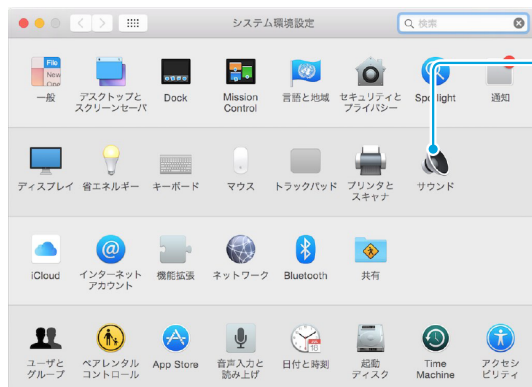 システム環境設定
検索
File
New
One
一般
デスクトップと
スクリーンセーバ
Dock
Mission
Control
言語と地域
セキュリティと
プライバシー
Spotlight
通知
ディスプレイ
省エネルギー
キーボード
マウス
トラックパッド
プリンタと
スキャナ
サウンド
iCloud
インターネット
アカウント
機能拡張
ネットワーク
Bluetooth
共有
ユーザと
グループ
ペアレンタル
コントロール
App Store
音声入力と
読み上げ
18
日付と時刻
起動
ディスク
Time
Machine
アクセシ
ビリティ